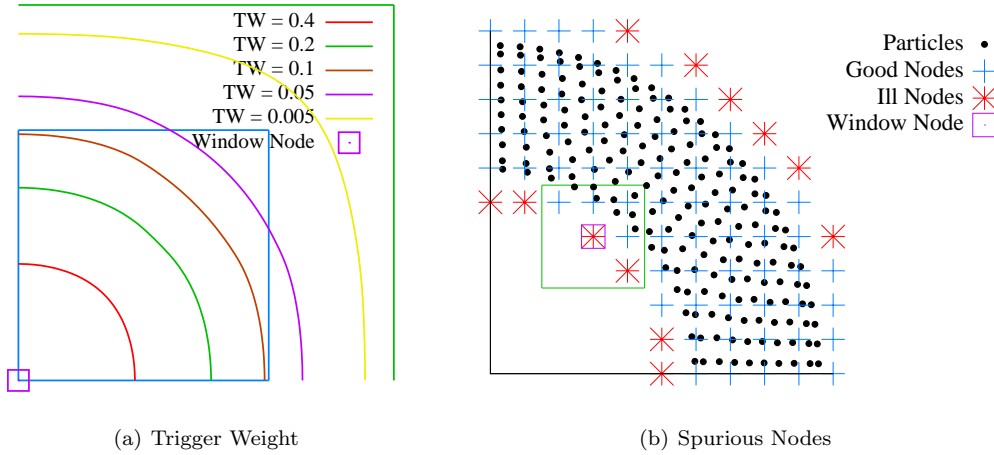 TW = 0.4
TW = 0.2
TW = 0.1
TW = 0.05
TW = 0.005
Window Node
(a) Trigger Weight
Particles
Good Nodes
Ill Nodes
Window Node
(b) Spurious Nodes